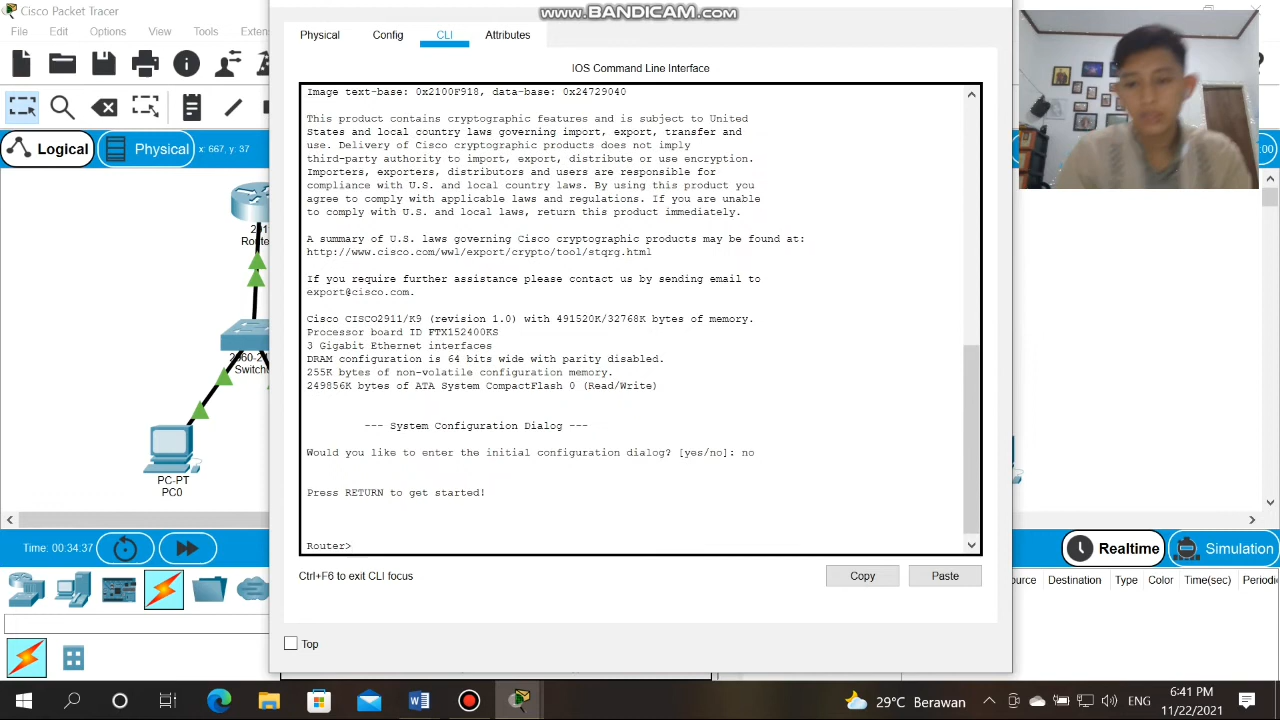 Cisco Packet Tracer
www.BANDICAM.com
File Edit Options View Tools Exten
Physical Config CLI Attributes
IOS Command Line Interface
Logical Physical x: 667, y: 37
:00
Image text-base: 0x2100F918, data-base: 0x24729040
This product contains cryptographic features and is subject to United
States and local country laws governing import, export, transfer and
use. Delivery of Cisco cryptographic products does not imply
third-party authority to import, export, distribute or use encryption.
Importers, exporters, distributors and users are responsible for
compliance with U.S. and local country laws. By using this product you
agree to comply with applicable laws and regulations. If you are unable
to comply with U.S. and local laws, return this product immediately.
A summary of U.S. laws governing Cisco cryptographic products may be found at:
http://www.cisco.com/wwl/export/crypto/tool/stqrg.html
If you require further assistance please contact us by sending email to
export@cisco.com.
Cisco CISCO2911/K9 (revision 1.0) with 491520K/32768K bytes of memory.
Processor board ID FTX152400KS
3 Gigabit Ethernet interfaces
DRAM configuration is 64 bits wide with parity disabled.
255K bytes of non-volatile configuration memory.
249856K bytes of ATA System CompactFlash 0 (Read/Write)
--- System Configuration Dialog ---
Would you like to enter the initial configuration dialog? [yes/no]: no
Press RETURN to get started!
Router>
Ctrl+F6 to exit CLI focus
Copy Paste
Top
291
Route
2960-24
Switch
PC-PT
PC0
Time: 00:34:37
Realtime Simulation
ource Destination Type Color Time(sec) Periodi
29°C Berawan
ENG
6:41 PM
11/22/2021